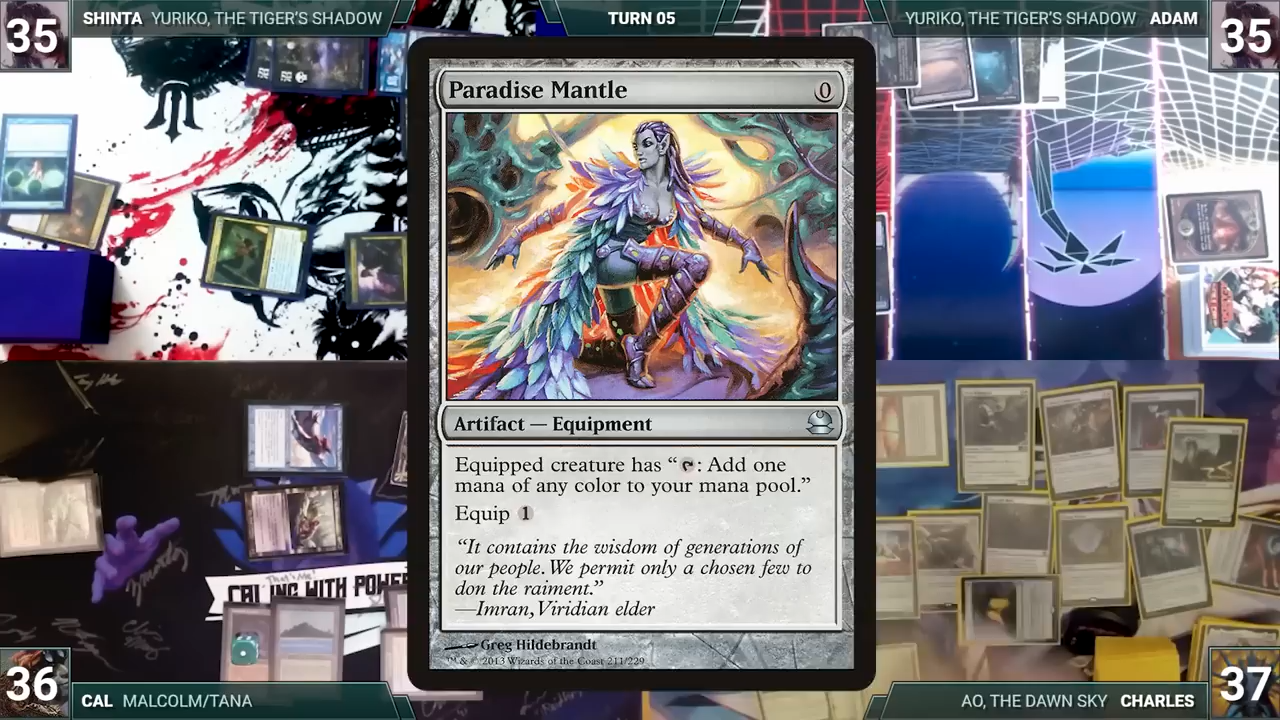 35
SHINTA YURIKO, THE TIGER'S SHADOW
TURN 05
YURIKO, THE TIGER'S SHADOW ADAM
35
Paradise Mantle
0
Artifact — Equipment
Equipped creature has “: Add one
mana of any color to your mana pool.”
Equip 1
“It contains the wisdom of generations of
our people. We permit only a chosen few to
don the raiment.”
—Imran, Viridian elder
Greg Hildebrandt
™ & © 2013 Wizards of the Coast 211/229
WITH POWER
36
CAL MALCOLM/TANA
AO, THE DAWN SKY CHARLES
37